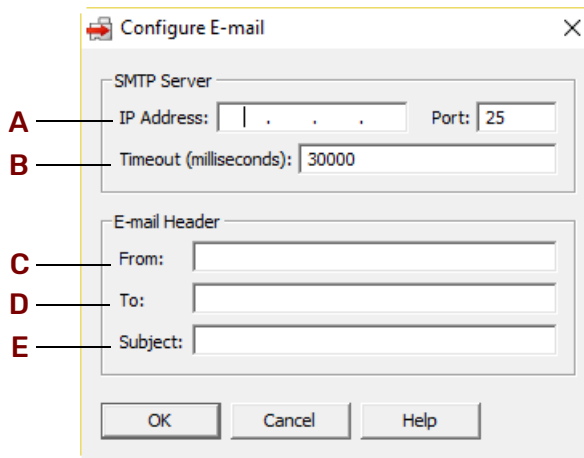 Configure E-mail
SMTP Server
A IP Address: . . . Port: 25
B Timeout (milliseconds): 30000
E-mail Header
C From:
D To:
E Subject:
OK Cancel Help